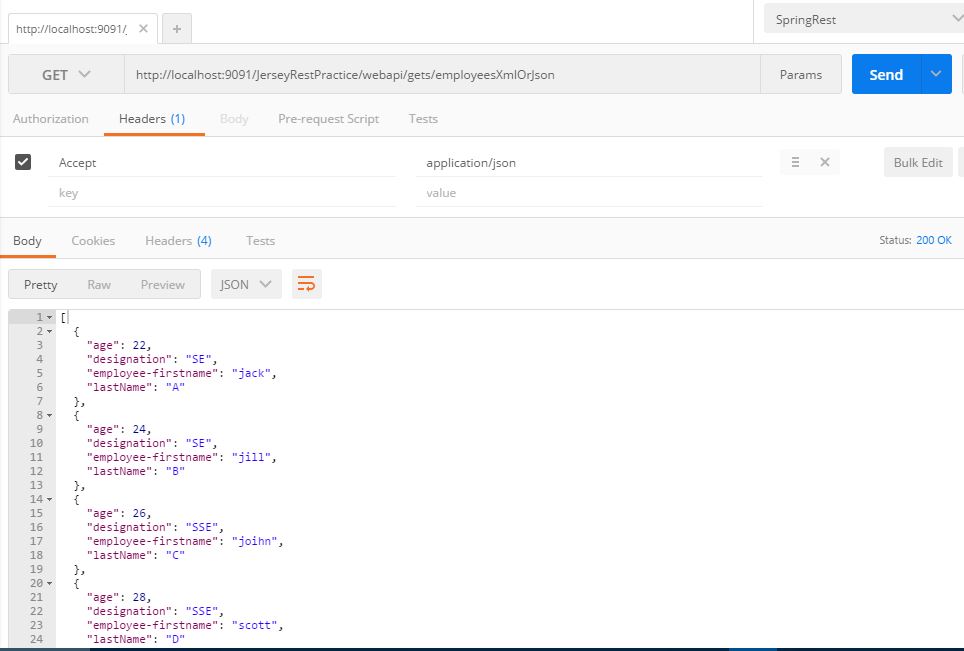 http://localhost:9091/
SpringRest
GET http://localhost:9091/JerseyRestPractice/webapi/gets/employeesXmlOrJson Params Send
Authorization Headers (1) Body Pre-request Script Tests
Accept application/json Bulk Edit
key value
Body Cookies Headers (4) Tests Status: 200 OK
Pretty Raw Preview JSON
1 [
2 {
3 "age": 22,
4 "designation": "SE",
5 "employee-firstname": "jack",
6 "lastName": "A"
7 },
8 {
9 "age": 24,
10 "designation": "SE",
11 "employee-firstname": "jill",
12 "lastName": "B"
13 },
14 {
15 "age": 26,
16 "designation": "SSE",
17 "employee-firstname": "joihn",
18 "lastName": "C"
19 },
20 {
21 "age": 28,
22 "designation": "SSE",
23 "employee-firstname": "scott",
24 "lastName": "D"